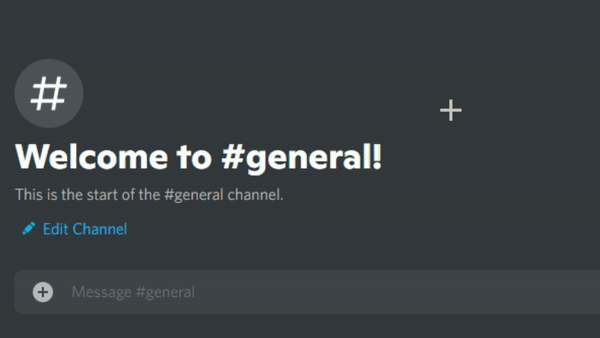 #
Welcome to #general!
This is the start of the #general channel.
Edit Channel
Message #general